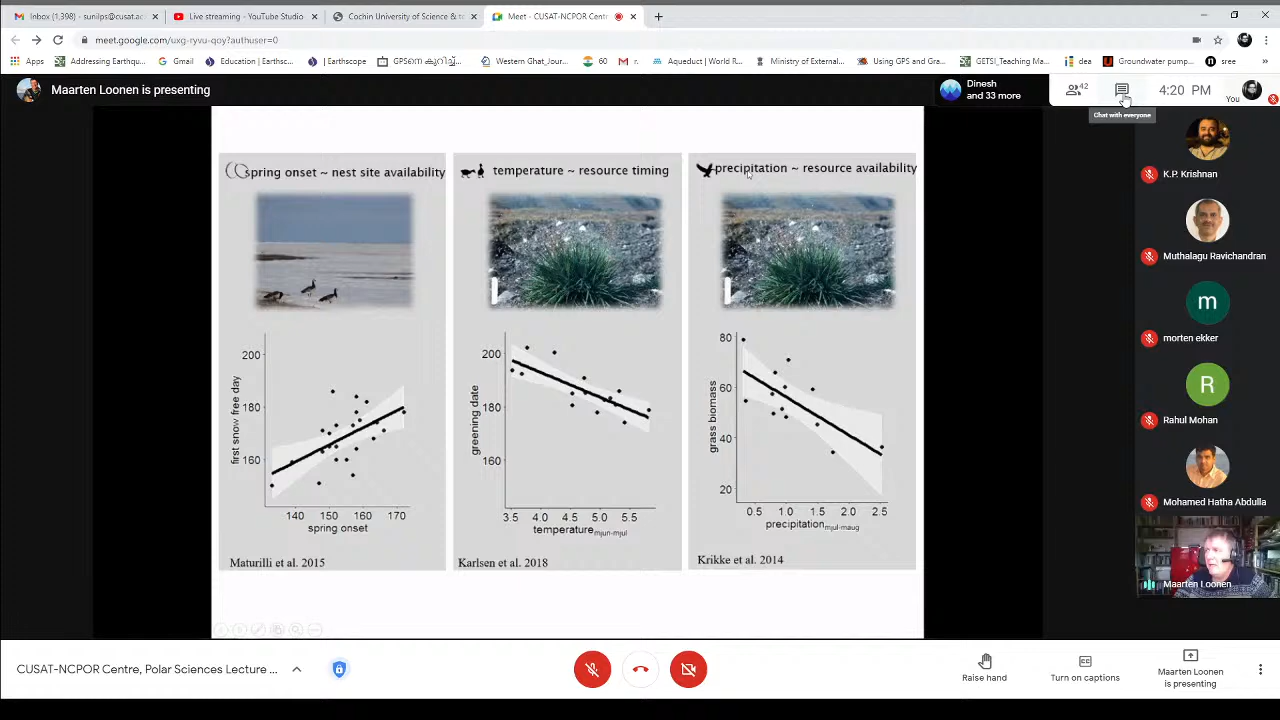 Inbox (1,398) - sunilps@cusat.ac
Live streaming - YouTube Studio
Cochin University of Science & te
Meet - CUSAT-NCPOR Centr
meet.google.com/uxg-ryvu-qoy?authuser=0
Apps
Addressing Earthqu...
Gmail
Education | Earthsc...
| Earthscope
Western Ghat_Jour...
60
r.
Aqueduct | World R...
Ministry of External...
Using GPS and Gra...
GETSI_Teaching Ma...
dea
Groundwater pump...
sree
Maarten Loonen is presenting
Dinesh
and 33 more
42
4:20 PM
You
Chat with everyone
spring onset ~ nest site availability
200
180
160
first snow free day
140 150 160 170
spring onset
Maturilli et al. 2015
temperature ~ resource timing
200
180
160
greening date
3.5 4.0 4.5 5.0 5.5
temperature mjun-mjul
Karlsen et al. 2018
precipitation ~ resource availability
80
60
40
20
grass biomass
0.5 1.0 1.5 2.0 2.5
precipitation mjul-maug
Krikke et al. 2014
K.P. Krishnan
Muthalagu Ravichandran
m
morten ekker
R
Rahul Mohan
Mohamed Hatha Abdulla
Maarten Loonen
CUSAT-NCPOR Centre, Polar Sciences Lecture ...
Raise hand
Turn on captions
Maarten Loonen
is presenting